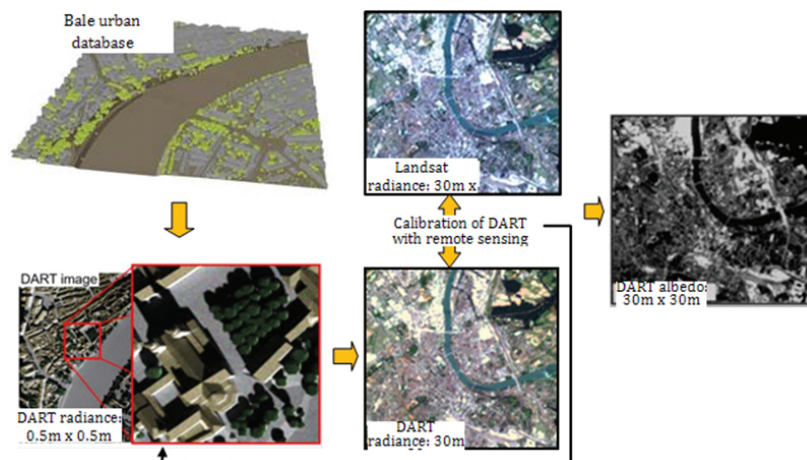 Bale urban
database
Landsat
radiance: 30m x
Calibration of DART
with remote sensing
DART albedo:
30m x 30m
DART image
DART radiance:
0.5m x 0.5m
DART
radiance: 30m